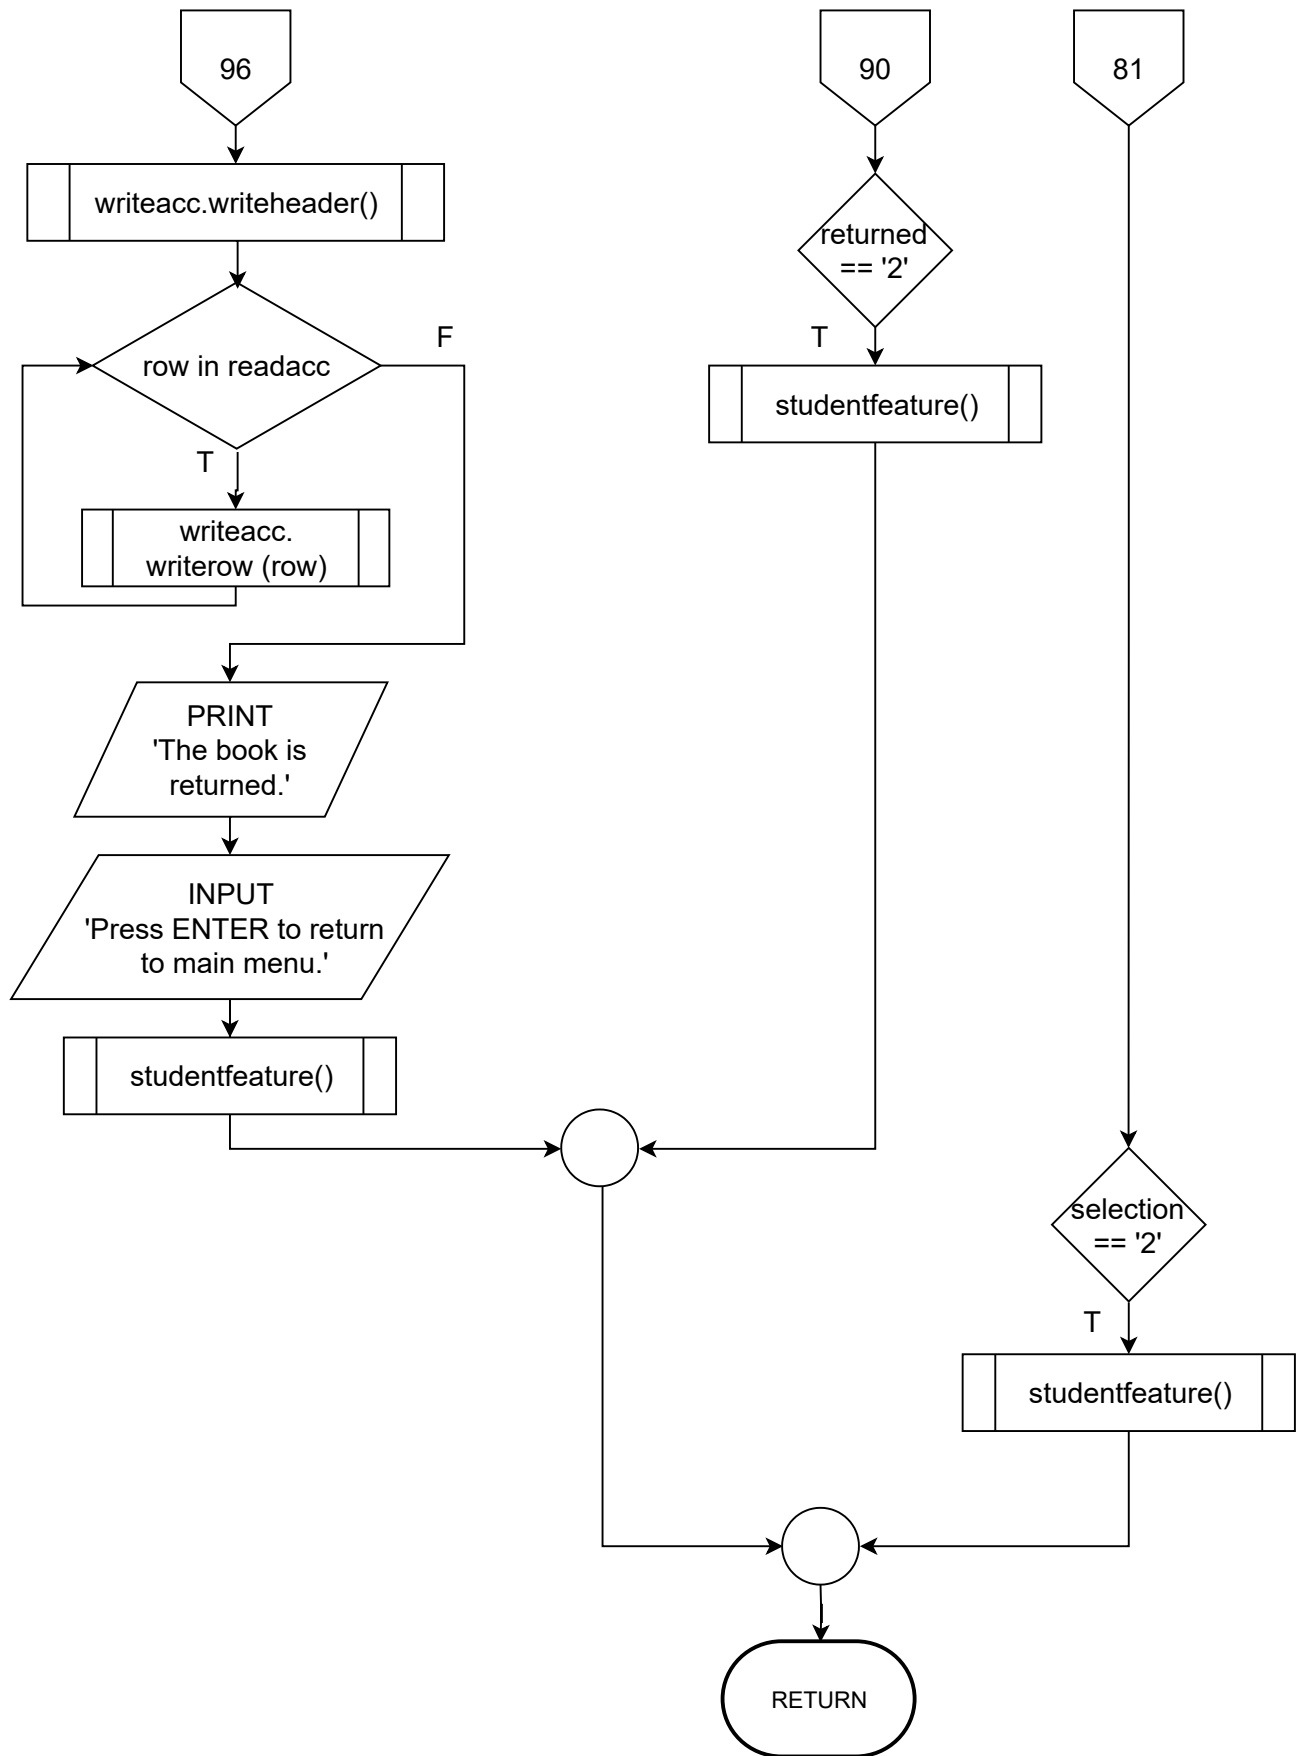 96
90
81
writeacc.writeheader()
returned
== '2'
F
T
row in readacc
studentfeature()
T
writeacc.
writerow (row)
PRINT
'The book is
returned.'
INPUT
'Press ENTER to return
to main menu.'
studentfeature()
selection
== '2'
T
studentfeature()
RETURN